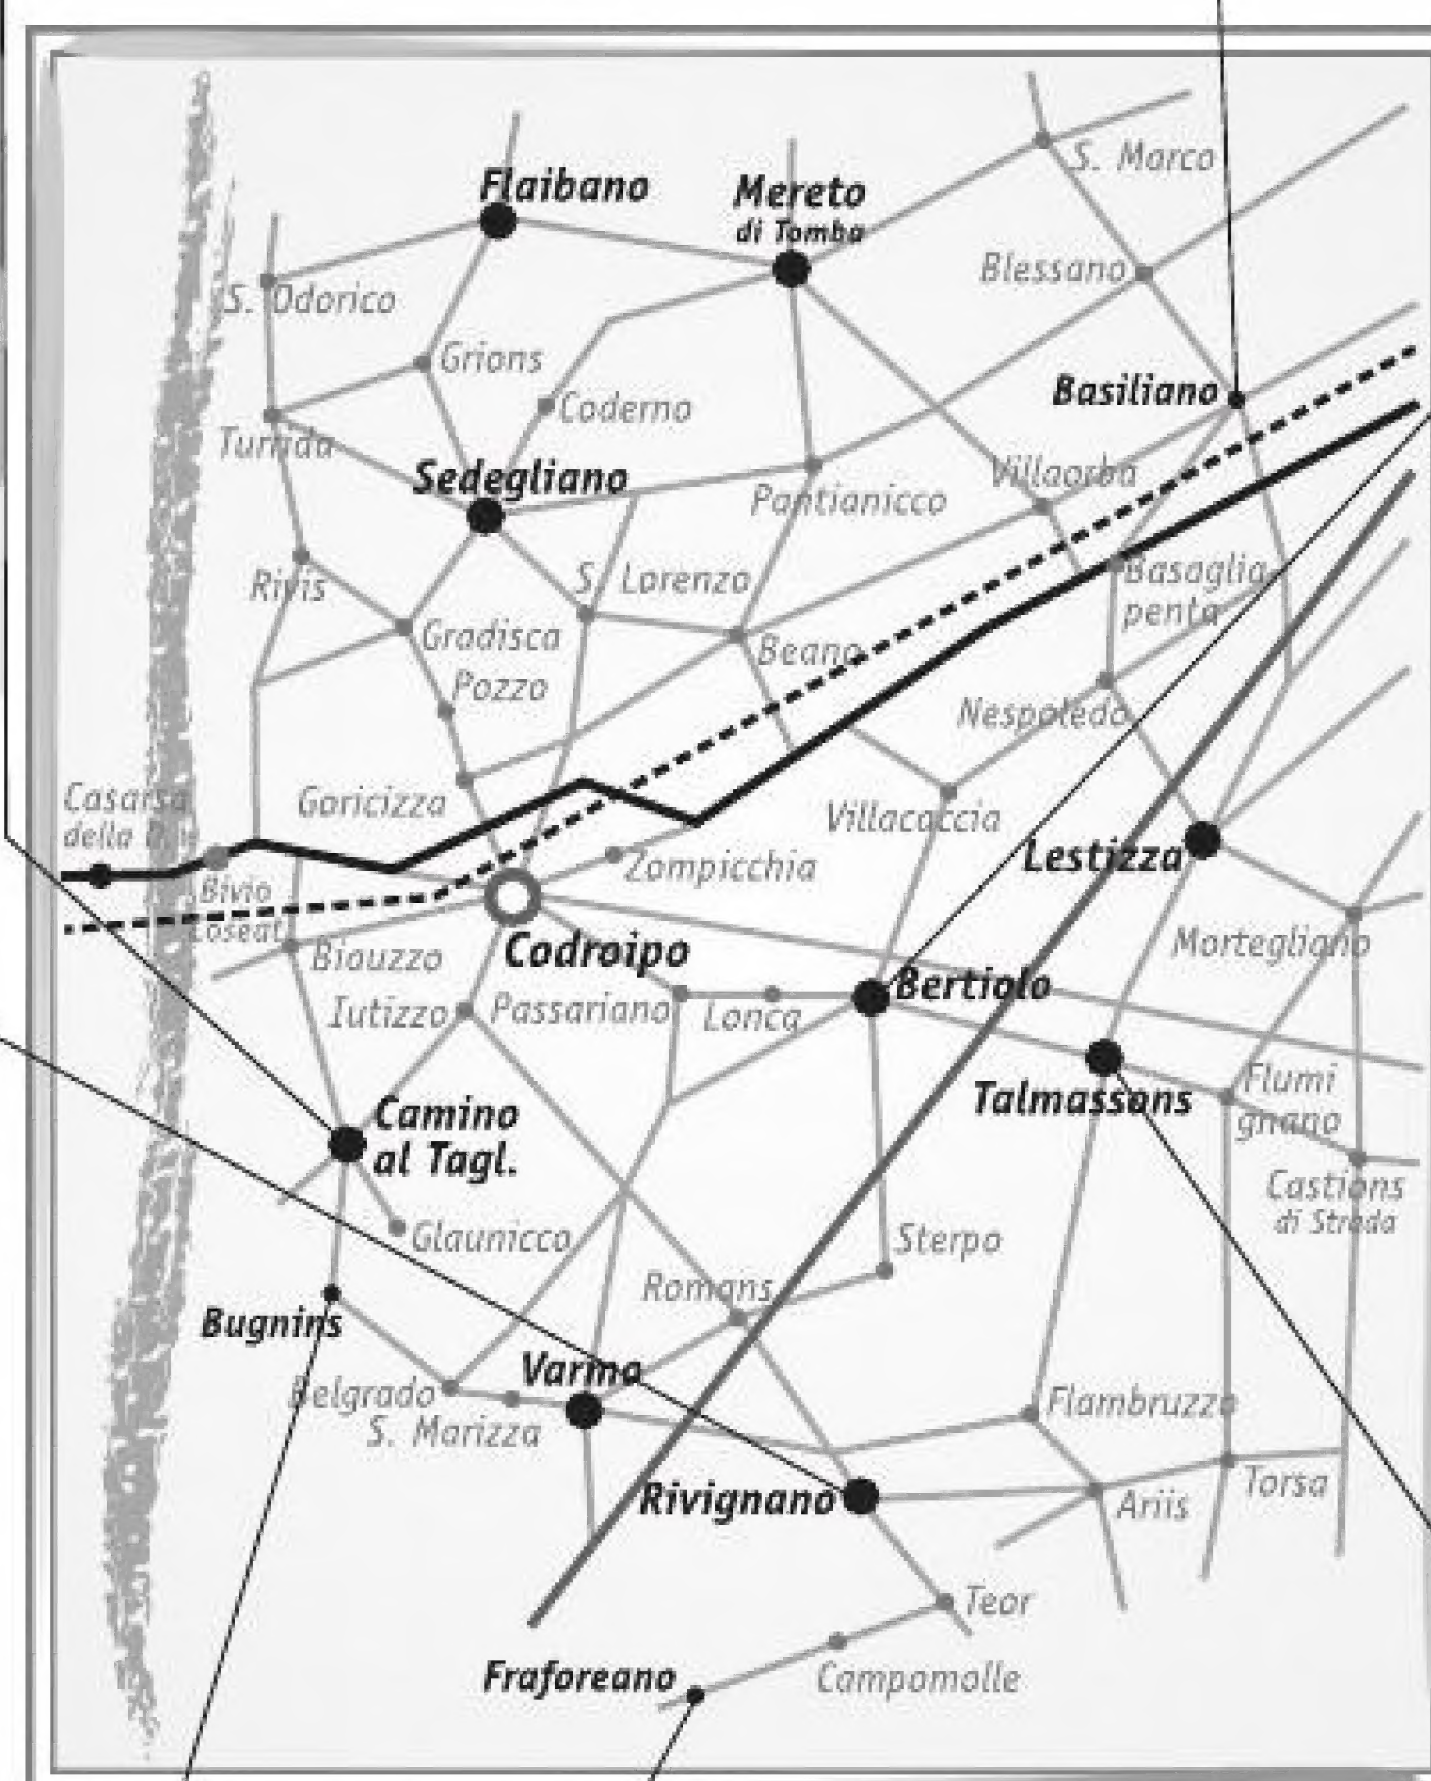 S. Marco
Flaibano
Mereto
di Tomba
Blessano
S. Odorico
Grions
Basiliano
Coderno
Turrida
Villaorba
Sedegliano
Pantianicco
Basaglia
penta
Rivis
S. Lorenzo
Gradisca
Beano
Pozzo
Nespoledo
Casarsa
della
Goricizza
Villacaccia
Lestizza
Zompicchia
Bivio
Coseat
Codroipo
Biauzzo
Mortegliano
Bertiolo
Iutizzo
Passariano
Lonca
Flumi
gnano
Talmassons
Camino
al Tagl.
Castions
di Strada
Glaunicco
Sterpo
Romans
Bugnins
Varmo
Belgrado
Flambruzzo
S. Marizza
Torsa
Rivignano
Ariis
Teor
Fraforeano
Campomolle